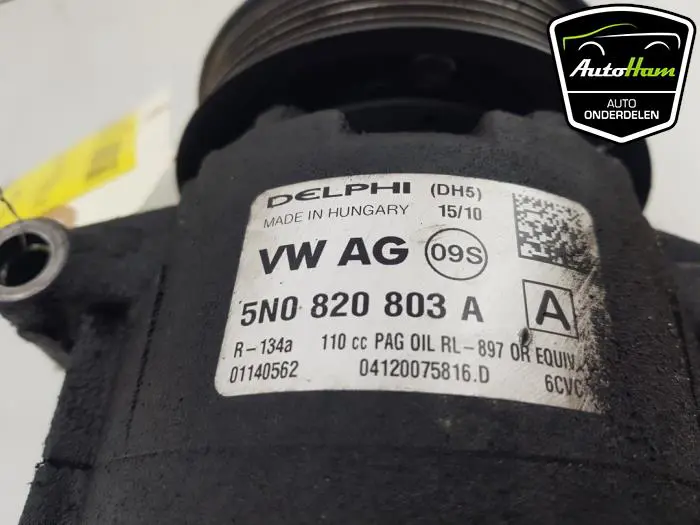 AutoHam
AUTO
ONDERDELEN
DELPHI (DH5)
MADE IN HUNGARY 15/10
VW AG 09S
5N0 820 803 A A
R-134a 110 cc PAG OIL RL-897 OR EQUIV.
01140562 04120075816.D 6CVC